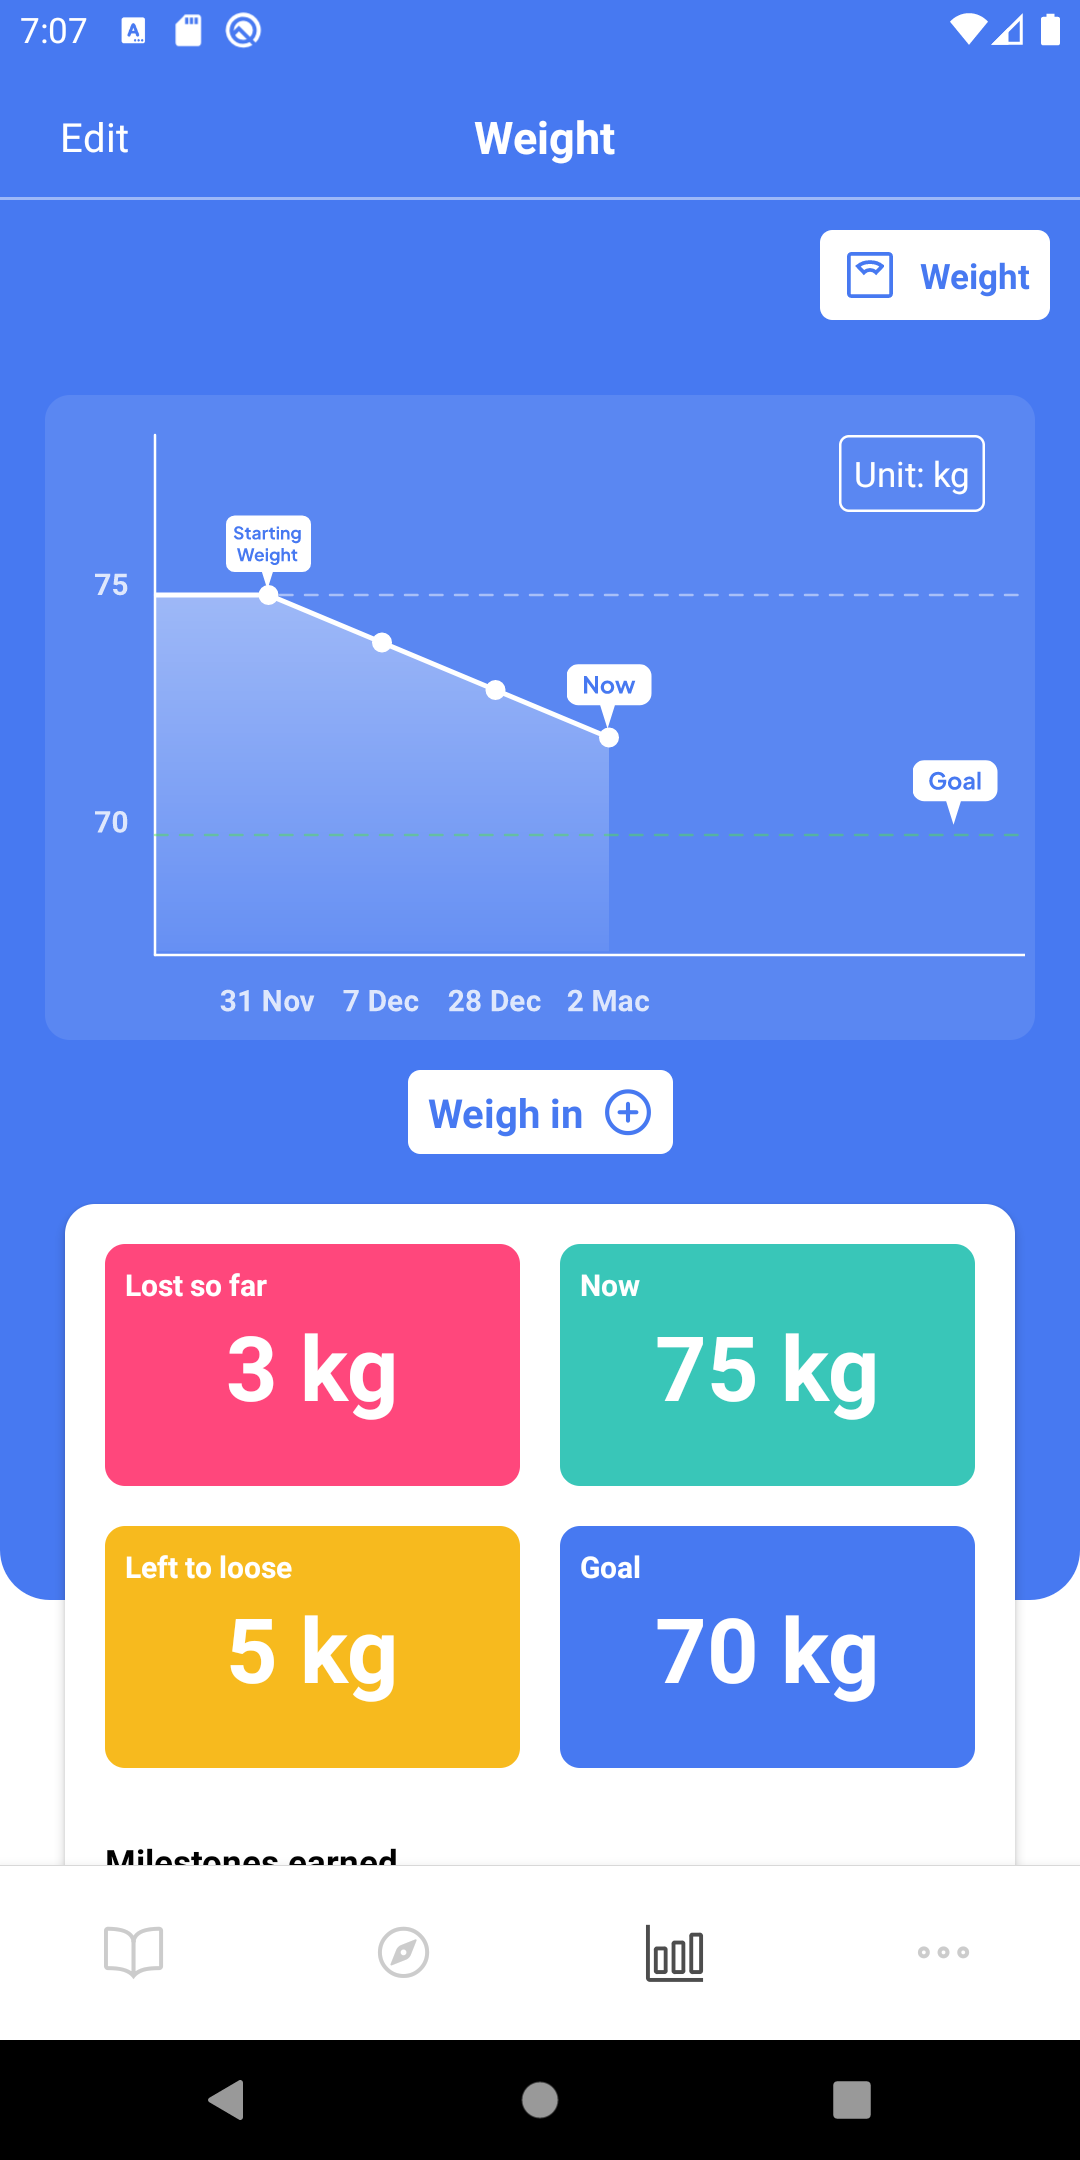 7:07
Edit
Weight
Weight
Unit: kg
Starting
Weight
75
Now
Goal
70
31 Nov 7 Dec 28 Dec 2 Mac
Weigh in
Lost so far
3 kg
Now
75 kg
Left to loose
5 kg
Goal
70 kg
Milestones earned